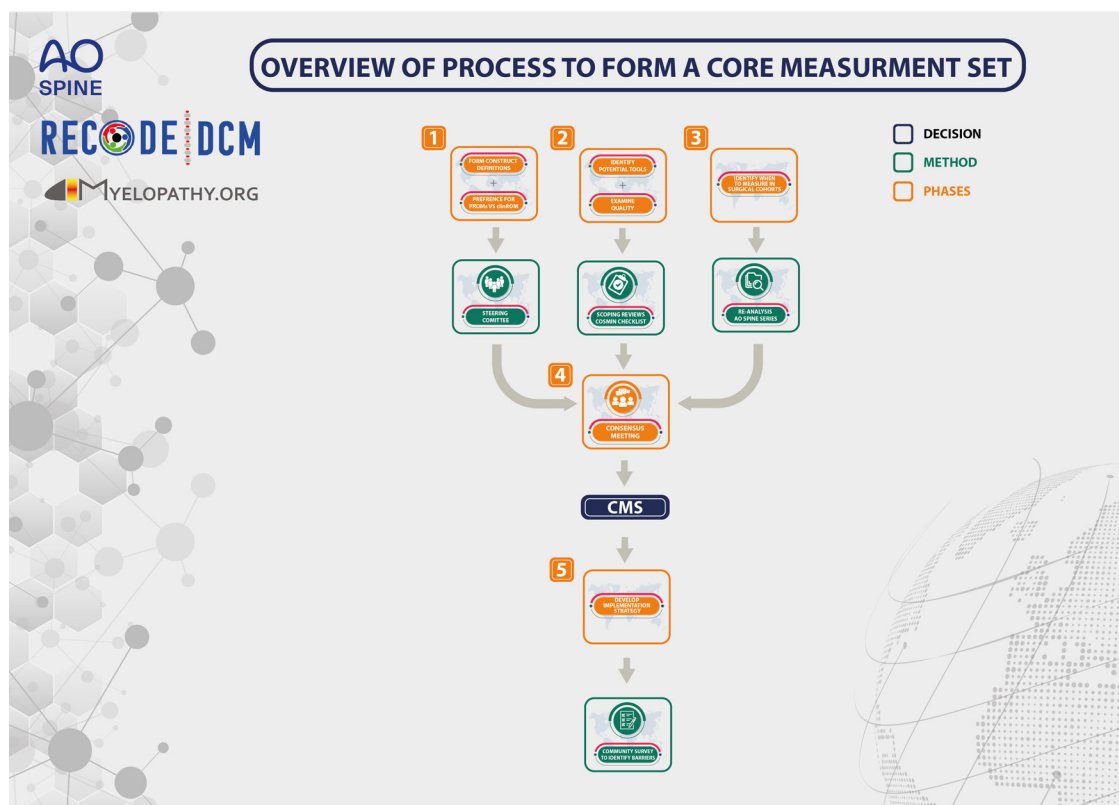 AO
SPINE
OVERVIEW OF PROCESS TO FORM A CORE MEASURMENT SET
RECODE DCM
MYELOPATHY.ORG
DECISION
METHOD
PHASES
1
FORM CONSTRUCT
DEFINITIONS
+
PREFRENCE FOR
PROMs VS clinROM
2
IDENTIFY
POTENTIAL TOOLS
+
EXAMINE
QUALITY
3
IDENTIFY WHEN
TO MEASURE IN
SURGICAL COHORTS
STEERING
COMITTEE
SCOPING REVIEWS
COSMIN CHECKLIST
RE-ANALYSIS
AO SPINE SERIES
4
CONSENSUS
MEETING
CMS
5
DEVELOP
IMPLEMENTATION
STRATEGY
COMMUNITY SURVEY
TO IDENTIFY BARRIERS